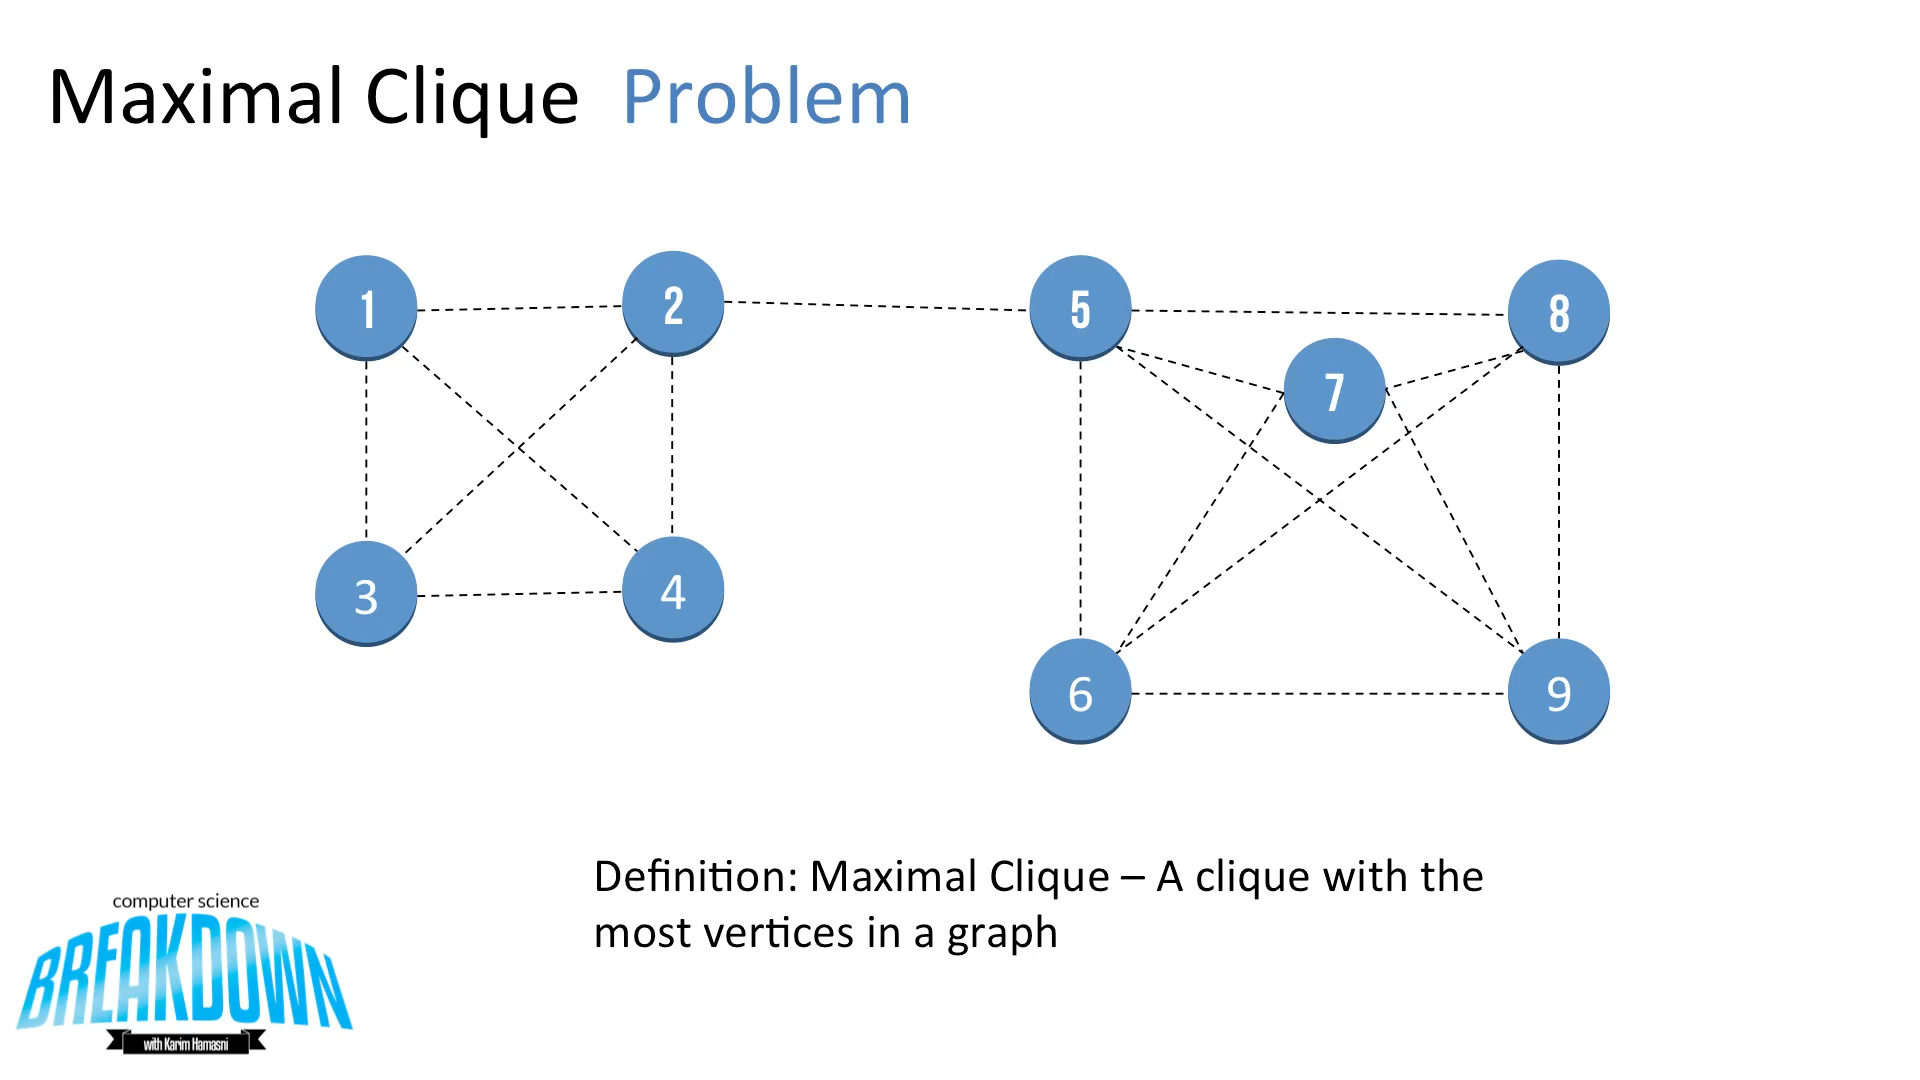 Maximal Clique Problem
1
2
5
8
7
3
4
6
9
Definition: Maximal Clique – A clique with the
most vertices in a graph
computer science
BREAKDOWN
with Karim Hamasni